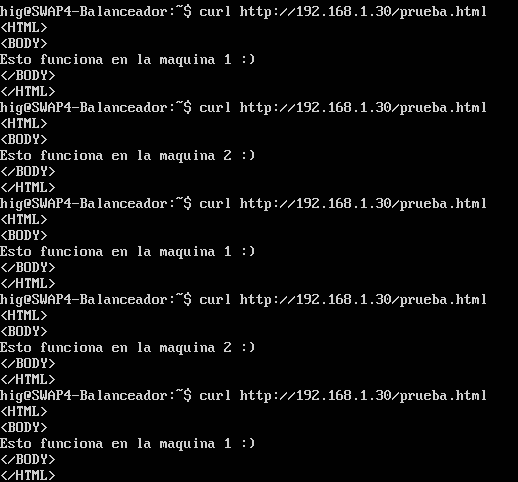 hig@SWAP4-Balanceador:~$ curl http://192.168.1.30/prueba.html
<HTML>
<BODY>
Esto funciona en la maquina 1 :)
</BODY>
</HTML>
hig@SWAP4-Balanceador:~$ curl http://192.168.1.30/prueba.html
<HTML>
<BODY>
Esto funciona en la maquina 2 :)
</BODY>
</HTML>
hig@SWAP4-Balanceador:~$ curl http://192.168.1.30/prueba.html
<HTML>
<BODY>
Esto funciona en la maquina 1 :)
</BODY>
</HTML>
hig@SWAP4-Balanceador:~$ curl http://192.168.1.30/prueba.html
<HTML>
<BODY>
Esto funciona en la maquina 2 :)
</BODY>
</HTML>
hig@SWAP4-Balanceador:~$ curl http://192.168.1.30/prueba.html
<HTML>
<BODY>
Esto funciona en la maquina 1 :)
</BODY>
</HTML>